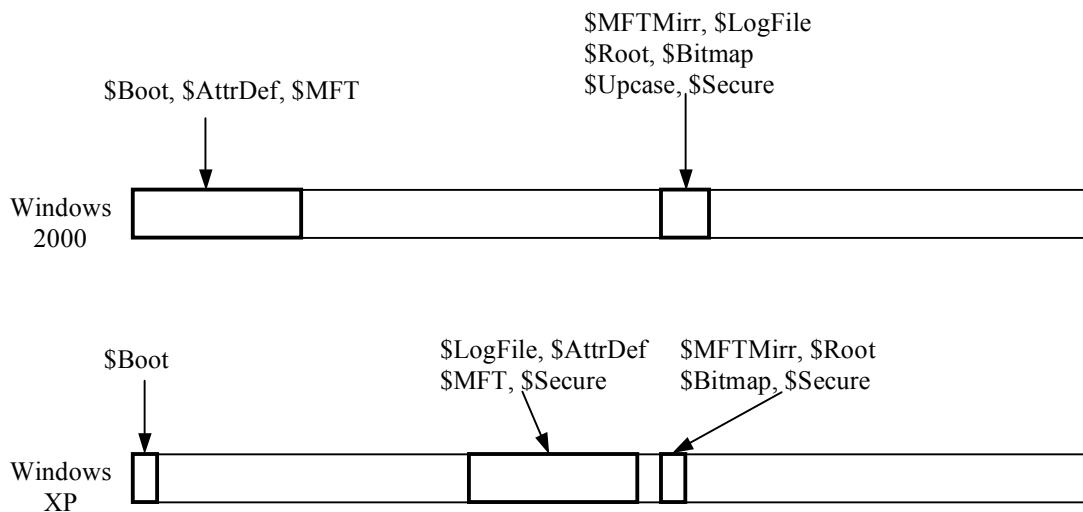 $MFTMirr, $LogFile
$Root, $Bitmap
$Upcase, $Secure
$Boot, $AttrDef, $MFT
Windows
2000
$Boot
$LogFile, $AttrDef
$MFT, $Secure
$MFTMirr, $Root
$Bitmap, $Secure
Windows
XP